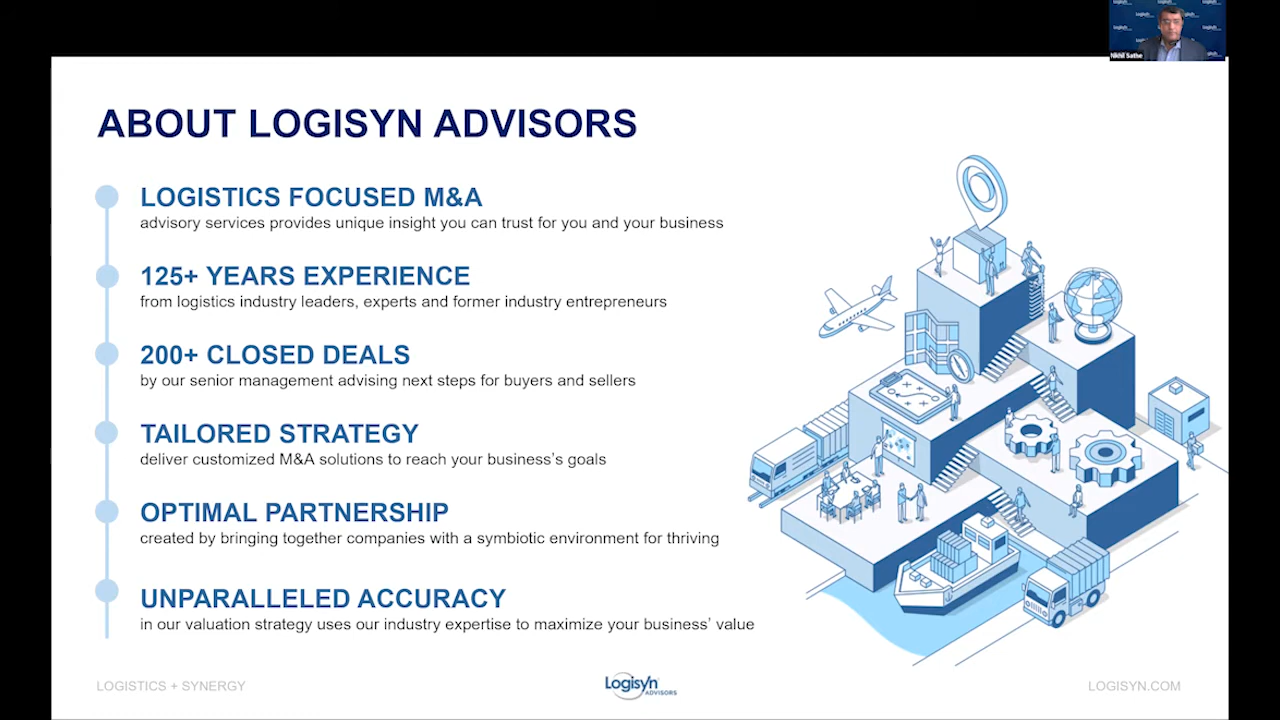 Logisyn
Logisyn
Nikhil Sathe
ABOUT LOGISYN ADVISORS
LOGISTICS FOCUSED M&A
advisory services provides unique insight you can trust for you and your business
125+ YEARS EXPERIENCE
from logistics industry leaders, experts and former industry entrepreneurs
200+ CLOSED DEALS
by our senior management advising next steps for buyers and sellers
TAILORED STRATEGY
deliver customized M&A solutions to reach your business’s goals
OPTIMAL PARTNERSHIP
created by bringing together companies with a symbiotic environment for thriving
UNPARALLELED ACCURACY
in our valuation strategy uses our industry expertise to maximize your business’ value
LOGISTICS + SYNERGY
Logisyn
ADVISORS
LOGISYN.COM